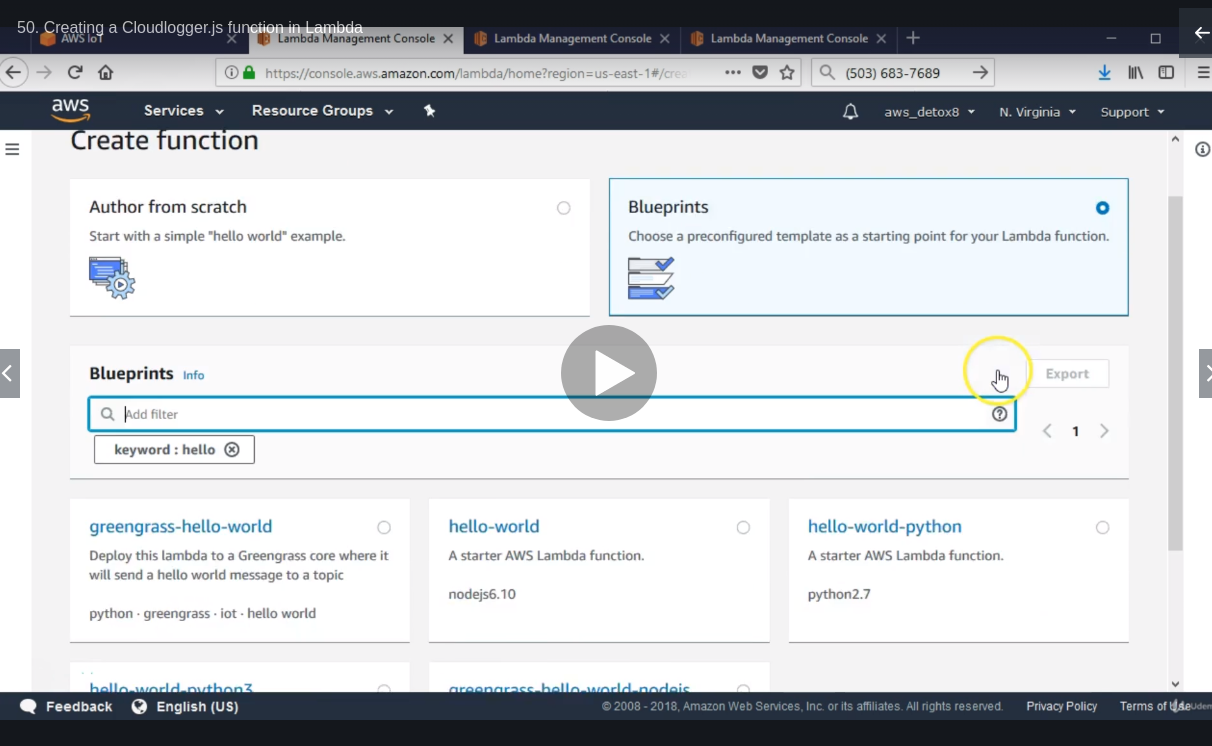 50. Creating a Cloudlogger.js function in Lambda
AWS IoT
Lambda Management Console
Lambda Management Console
Lambda Management Console
https://console.aws.amazon.com/lambda/home?region=us-east-1#/crea
(503) 683-7689
aws
Services
Resource Groups
aws_detox8
N. Virginia
Support
Create function
Author from scratch
Start with a simple "hello world" example.
Blueprints
Choose a preconfigured template as a starting point for your Lambda function.
Blueprints Info
Export
Add filter
1
keyword : hello
greengrass-hello-world
Deploy this lambda to a Greengrass core where it
will send a hello world message to a topic
python · greengrass · iot · hello world
hello-world
A starter AWS Lambda function.
nodejs6.10
hello-world-python
A starter AWS Lambda function.
python2.7
hello-world-python3
greengrass-hello-world-nodejs
Feedback
English (US)
© 2008 - 2018, Amazon Web Services, Inc. or its affiliates. All rights reserved.
Privacy Policy
Terms of Use